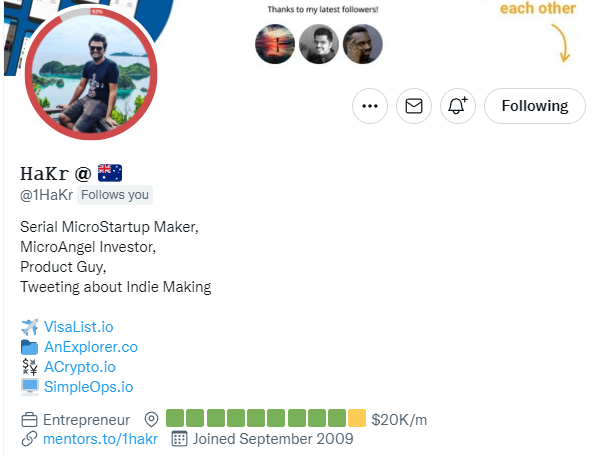 Thanks to my latest followers!
each other
92%
Following
HaKr @ 🇦🇺
@1HaKr Follows you
Serial MicroStartup Maker,
MicroAngel Investor,
Product Guy,
Tweeting about Indie Making
VisaList.io
AnExplorer.co
ACrypto.io
SimpleOps.io
Entrepreneur 🟩🟩🟩🟩🟩🟩🟩🟩🟩🟨 $20K/m
mentors.to/1hakr Joined September 2009